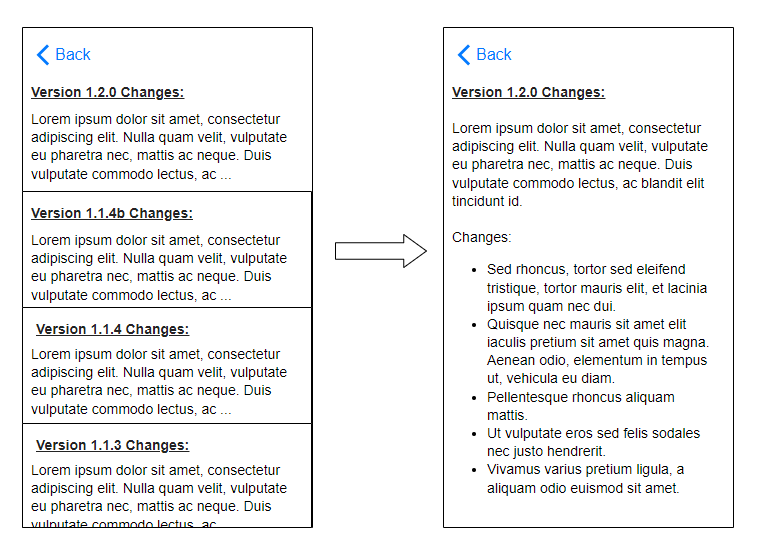 Back
Version 1.2.0 Changes:
Lorem ipsum dolor sit amet, consectetur
adipiscing elit. Nulla quam velit, vulputate
eu pharetra nec, mattis ac neque. Duis
vulputate commodo lectus, ac ...
Version 1.1.4b Changes:
Lorem ipsum dolor sit amet, consectetur
adipiscing elit. Nulla quam velit, vulputate
eu pharetra nec, mattis ac neque. Duis
vulputate commodo lectus, ac ...
Version 1.1.4 Changes:
Lorem ipsum dolor sit amet, consectetur
adipiscing elit. Nulla quam velit, vulputate
eu pharetra nec, mattis ac neque. Duis
vulputate commodo lectus, ac ...
Version 1.1.3 Changes:
Lorem ipsum dolor sit amet, consectetur
adipiscing elit. Nulla quam velit, vulputate
eu pharetra nec, mattis ac neque. Duis
vulputate commodo lectus, ac
Back
Version 1.2.0 Changes:
Lorem ipsum dolor sit amet, consectetur
adipiscing elit. Nulla quam velit, vulputate
eu pharetra nec, mattis ac neque. Duis
vulputate commodo lectus, ac blandit elit
tincidunt id.
Changes:
• Sed rhoncus, tortor sed eleifend
tristique, tortor mauris elit, et lacinia
ipsum quam nec dui.
• Quisque nec mauris sit amet elit
iaculis pretium sit amet quis magna.
Aenean odio, elementum in tempus
ut, vehicula eu diam.
• Pellentesque rhoncus aliquam
mattis.
• Ut vulputate eros sed felis sodales
nec justo hendrerit.
• Vivamus varius pretium ligula, a
aliquam odio euismod sit amet.